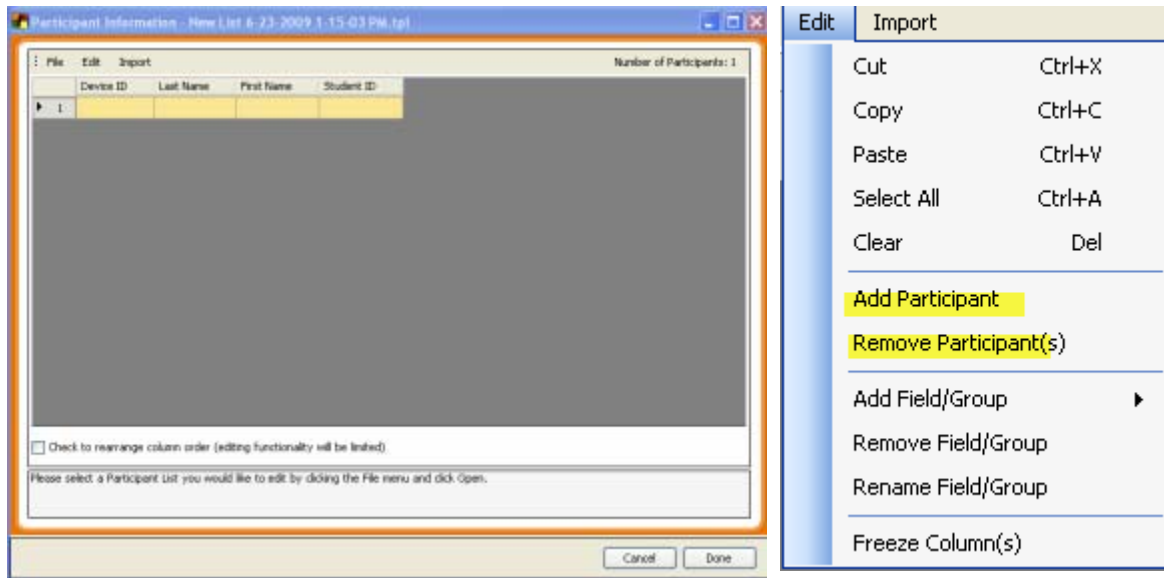 Participant Information - New List 6-23-2009 1-15-03 PM.tpl
File Edit Import Number of Participants: 1
Device ID Last Name First Name Student ID
1
Check to rearrange column order (editing functionality will be limited)
Please select a Participant List you would like to edit by clicking the File menu and click Open.
Cancel Done
Edit Import
Cut Ctrl+X
Copy Ctrl+C
Paste Ctrl+V
Select All Ctrl+A
Clear Del
Add Participant
Remove Participant(s)
Add Field/Group
Remove Field/Group
Rename Field/Group
Freeze Column(s)